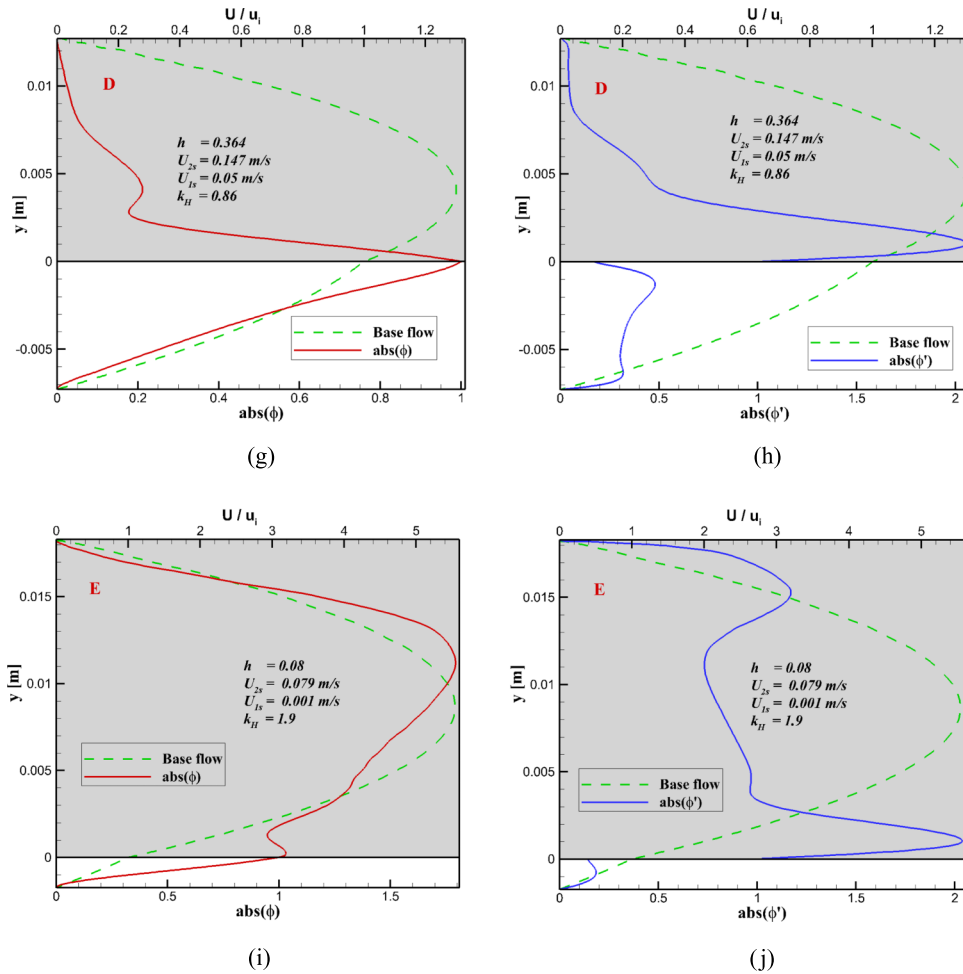 U / u_i
0 0.2 0.4 0.6 0.8 1 1.2
D
h = 0.364
U_2s = 0.147 m/s
U_1s = 0.05 m/s
k_H = 0.86
y [m]
0.01
0.005
0
-0.005
Base flow
abs(ϕ)
0 0.2 0.4 0.6 0.8 1
abs(ϕ)
(g)
U / u_i
0 0.2 0.4 0.6 0.8 1 1.2
D
h = 0.364
U_2s = 0.147 m/s
U_1s = 0.05 m/s
k_H = 0.86
y [m]
0.01
0.005
0
-0.005
Base flow
abs(ϕ')
0 0.5 1 1.5 2
abs(ϕ')
(h)
U / u_i
0 1 2 3 4 5
E
h = 0.08
U_2s = 0.079 m/s
U_1s = 0.001 m/s
k_H = 1.9
y [m]
0.015
0.01
0.005
0
Base flow
abs(ϕ)
0 0.5 1 1.5
abs(ϕ)
(i)
U / u_i
0 1 2 3 4 5
E
h = 0.08
U_2s = 0.079 m/s
U_1s = 0.001 m/s
k_H = 1.9
y [m]
0.015
0.01
0.005
0
Base flow
abs(ϕ')
0 0.5 1 1.5 2
abs(ϕ')
(j)